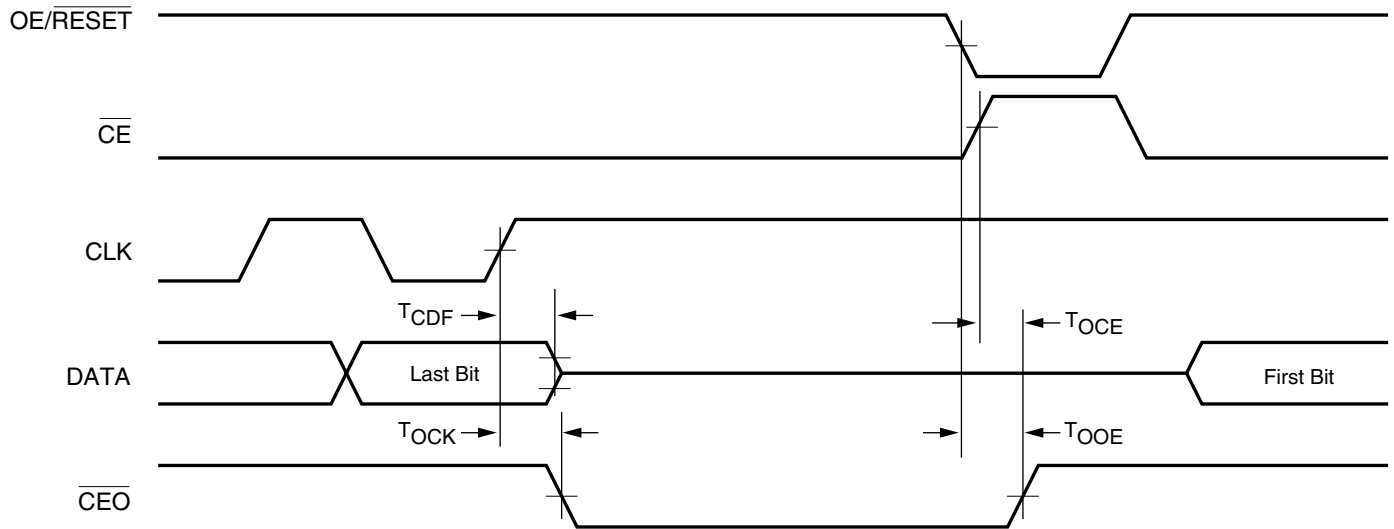 OE/RESET
CE
CLK
TCDF
TOCE
DATA
Last Bit
First Bit
TOCK
TOOE
CEO